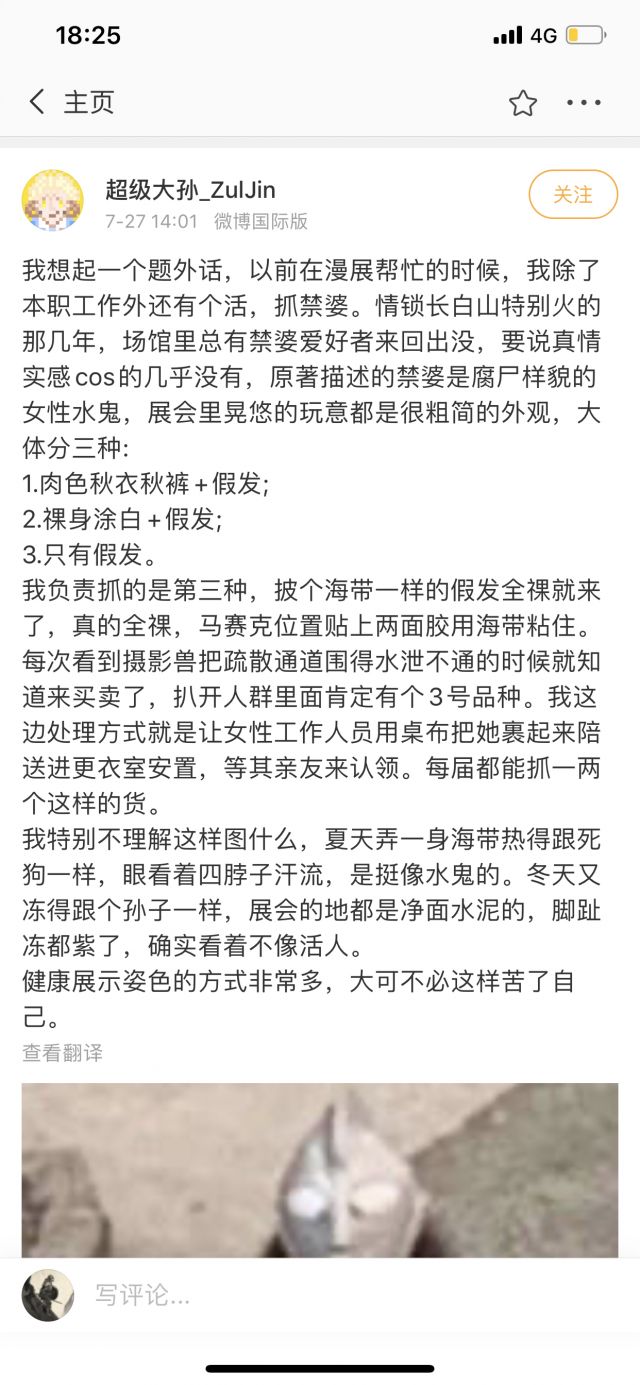 18:25
4G
主页
超级大孙_ZulJin
7-27 14:01 微博国际版
关注
我想起一个题外话，以前在漫展帮忙的时候，我除了
本职工作外还有个活，抓禁婆。情锁长白山特别火的
那几年，场馆里总有禁婆爱好者来回出没，要说真情
实感cos的几乎没有，原著描述的禁婆是腐尸样貌的
女性水鬼，展会里晃悠的玩意都是很粗简的外观，大
体分三种:
1.肉色秋衣秋裤+假发;
2.裸身涂白+假发;
3.只有假发。
我负责抓的是第三种，披个海带一样的假发全裸就来
了，真的全裸，马赛克位置贴上两面胶用海带粘住。
每次看到摄影兽把疏散通道围得水泄不通的时候就知
道来买卖了，扒开人群里面肯定有个3号品种。我这
边处理方式就是让女性工作人员用桌布把她裹起来陪
送进更衣室安置，等其亲友来认领。每届都能抓一两
个这样的货。
我特别不理解这样图什么，夏天弄一身海带热得跟死
狗一样，眼看着四脖子汗流，是挺像水鬼的。冬天又
冻得跟个孙子一样，展会的地都是净面水泥的，脚趾
冻都紫了，确实看着不像活人。
健康展示姿色的方式非常多，大可不必这样苦了自
己。
查看翻译
写评论...